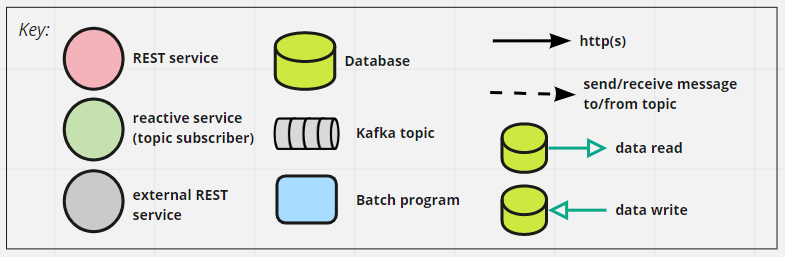 Key:
REST service
reactive service
(topic subscriber)
external REST
service
Database
Kafka topic
Batch program
http(s)
send/receive message
to/from topic
data read
data write